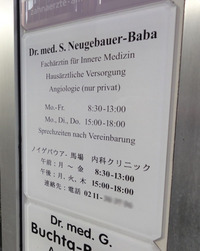 Dr. med. S. Neugebauer-Baba
Fachärztin für Innere Medizin
Hausärztliche Versorgung
Angiologie (nur privat)
Mo.-Fr. 8:30-13:00
Mo., Di., Do. 15:00-18:00
Sprechzeiten nach Vereinbarung
ノイゲバウア・馬場 内科クリニック
午前：月 〜 金 8:30-13:00
午後：月、火、木 15:00-18:00
連絡先：電話 0211
Dr. med. G.
Buchta-